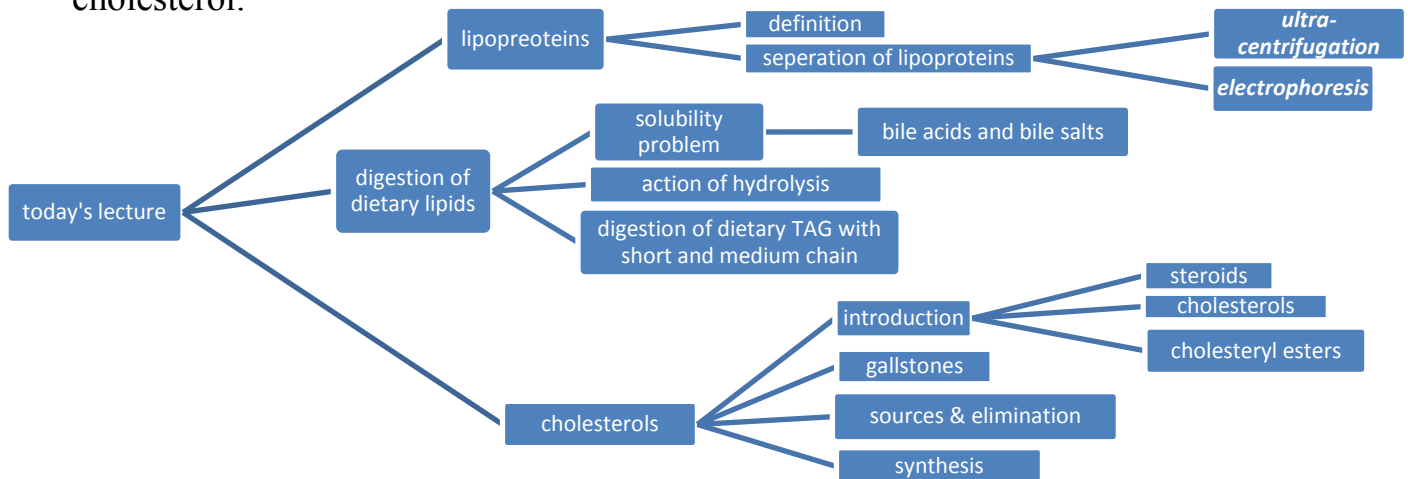 cholesterol.
lipopreoteins
definition
seperation of lipoproteins
ultra-
centrifugation
electrophoresis
today's lecture
digestion of
dietary lipids
solubility
problem
bile acids and bile salts
action of hydrolysis
digestion of dietary TAG with
short and medium chain
cholesterols
introduction
steroids
cholesterols
cholesteryl esters
gallstones
sources & elimination
synthesis